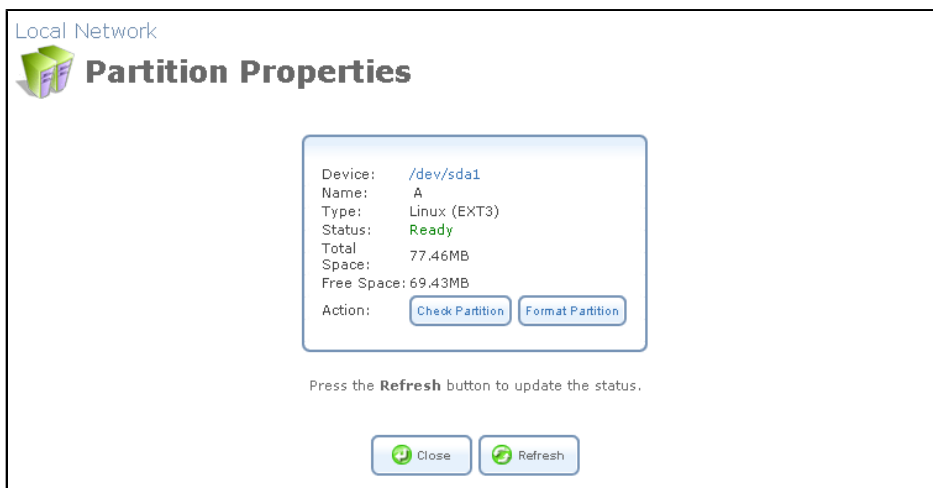 Local Network
Partition Properties
Device: /dev/sda1
Name: A
Type: Linux (EXT3)
Status: Ready
Total
Space: 77.46MB
Free Space: 69.43MB
Action: Check Partition Format Partition
Press the Refresh button to update the status.
Close Refresh